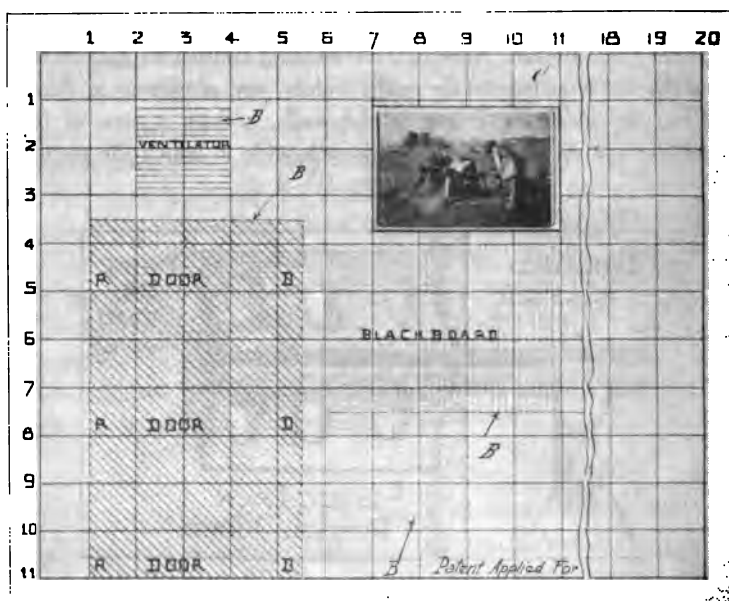 1 2 3 4 5 6 7 8 9 10 11 18 19 20
1
B
2 VENTILATOR
B
3
4
A DOOR B
5
6 BLACKBOARD
7
A DOOR B
8
B
9
10
A DOOR B
11
B Patent Applied For